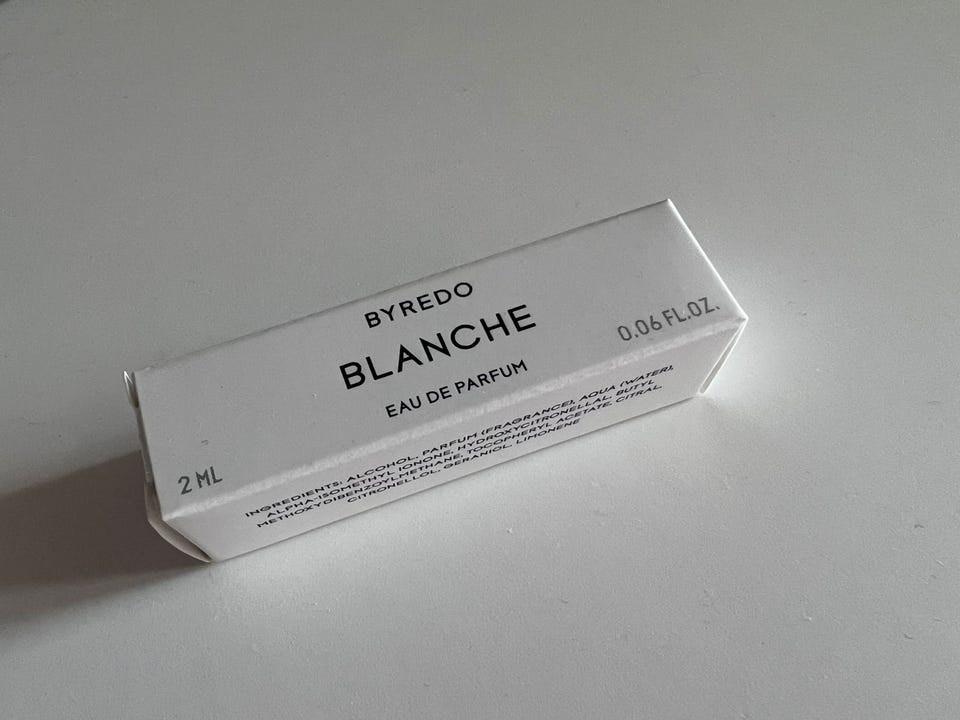 BYREDO
BLANCHE
EAU DE PARFUM
2 ML
0.06 FL.OZ.
INGREDIENTS: ALCOHOL, PARFUM (FRAGRANCE), AQUA (WATER),
ALPHA-ISOMETHYL IONONE, HYDROXYCITRONELLAL, BUTYL
METHOXYDIBENZOYLMETHANE, TOCOPHERYL ACETATE, CITRAL,
CITRONELLOL, GERANIOL, LIMONENE